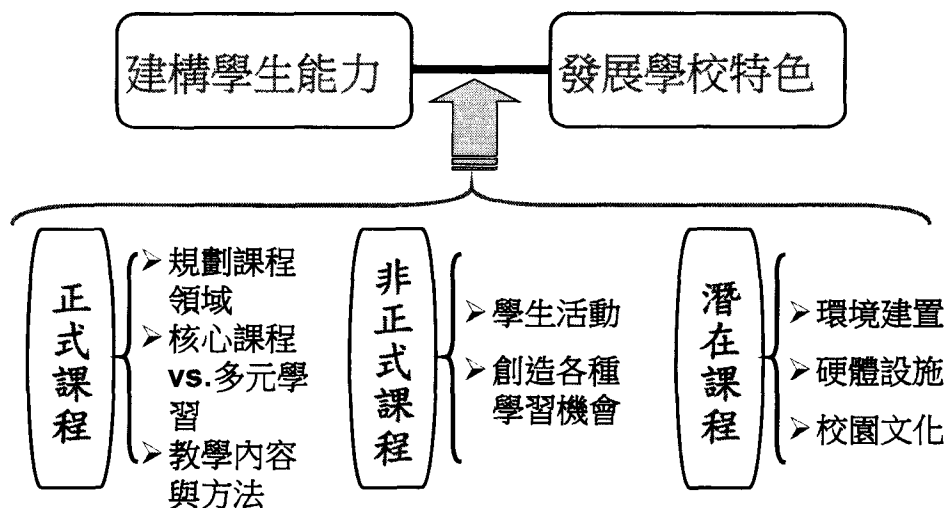 建構學生能力
發展學校特色
正式課程
➢規劃課程
領域
➢核心課程
vs.多元學
習
➢教學內容
與方法
非正式課程
➢學生活動
➢創造各種
學習機會
潛在課程
➢環境建置
➢硬體設施
➢校園文化